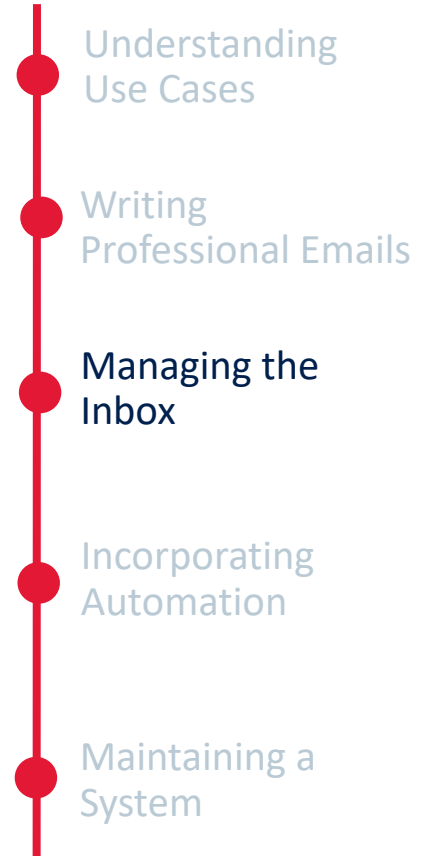 Understanding
Use Cases
Writing
Professional Emails
Managing the
Inbox
Incorporating
Automation
Maintaining a
System